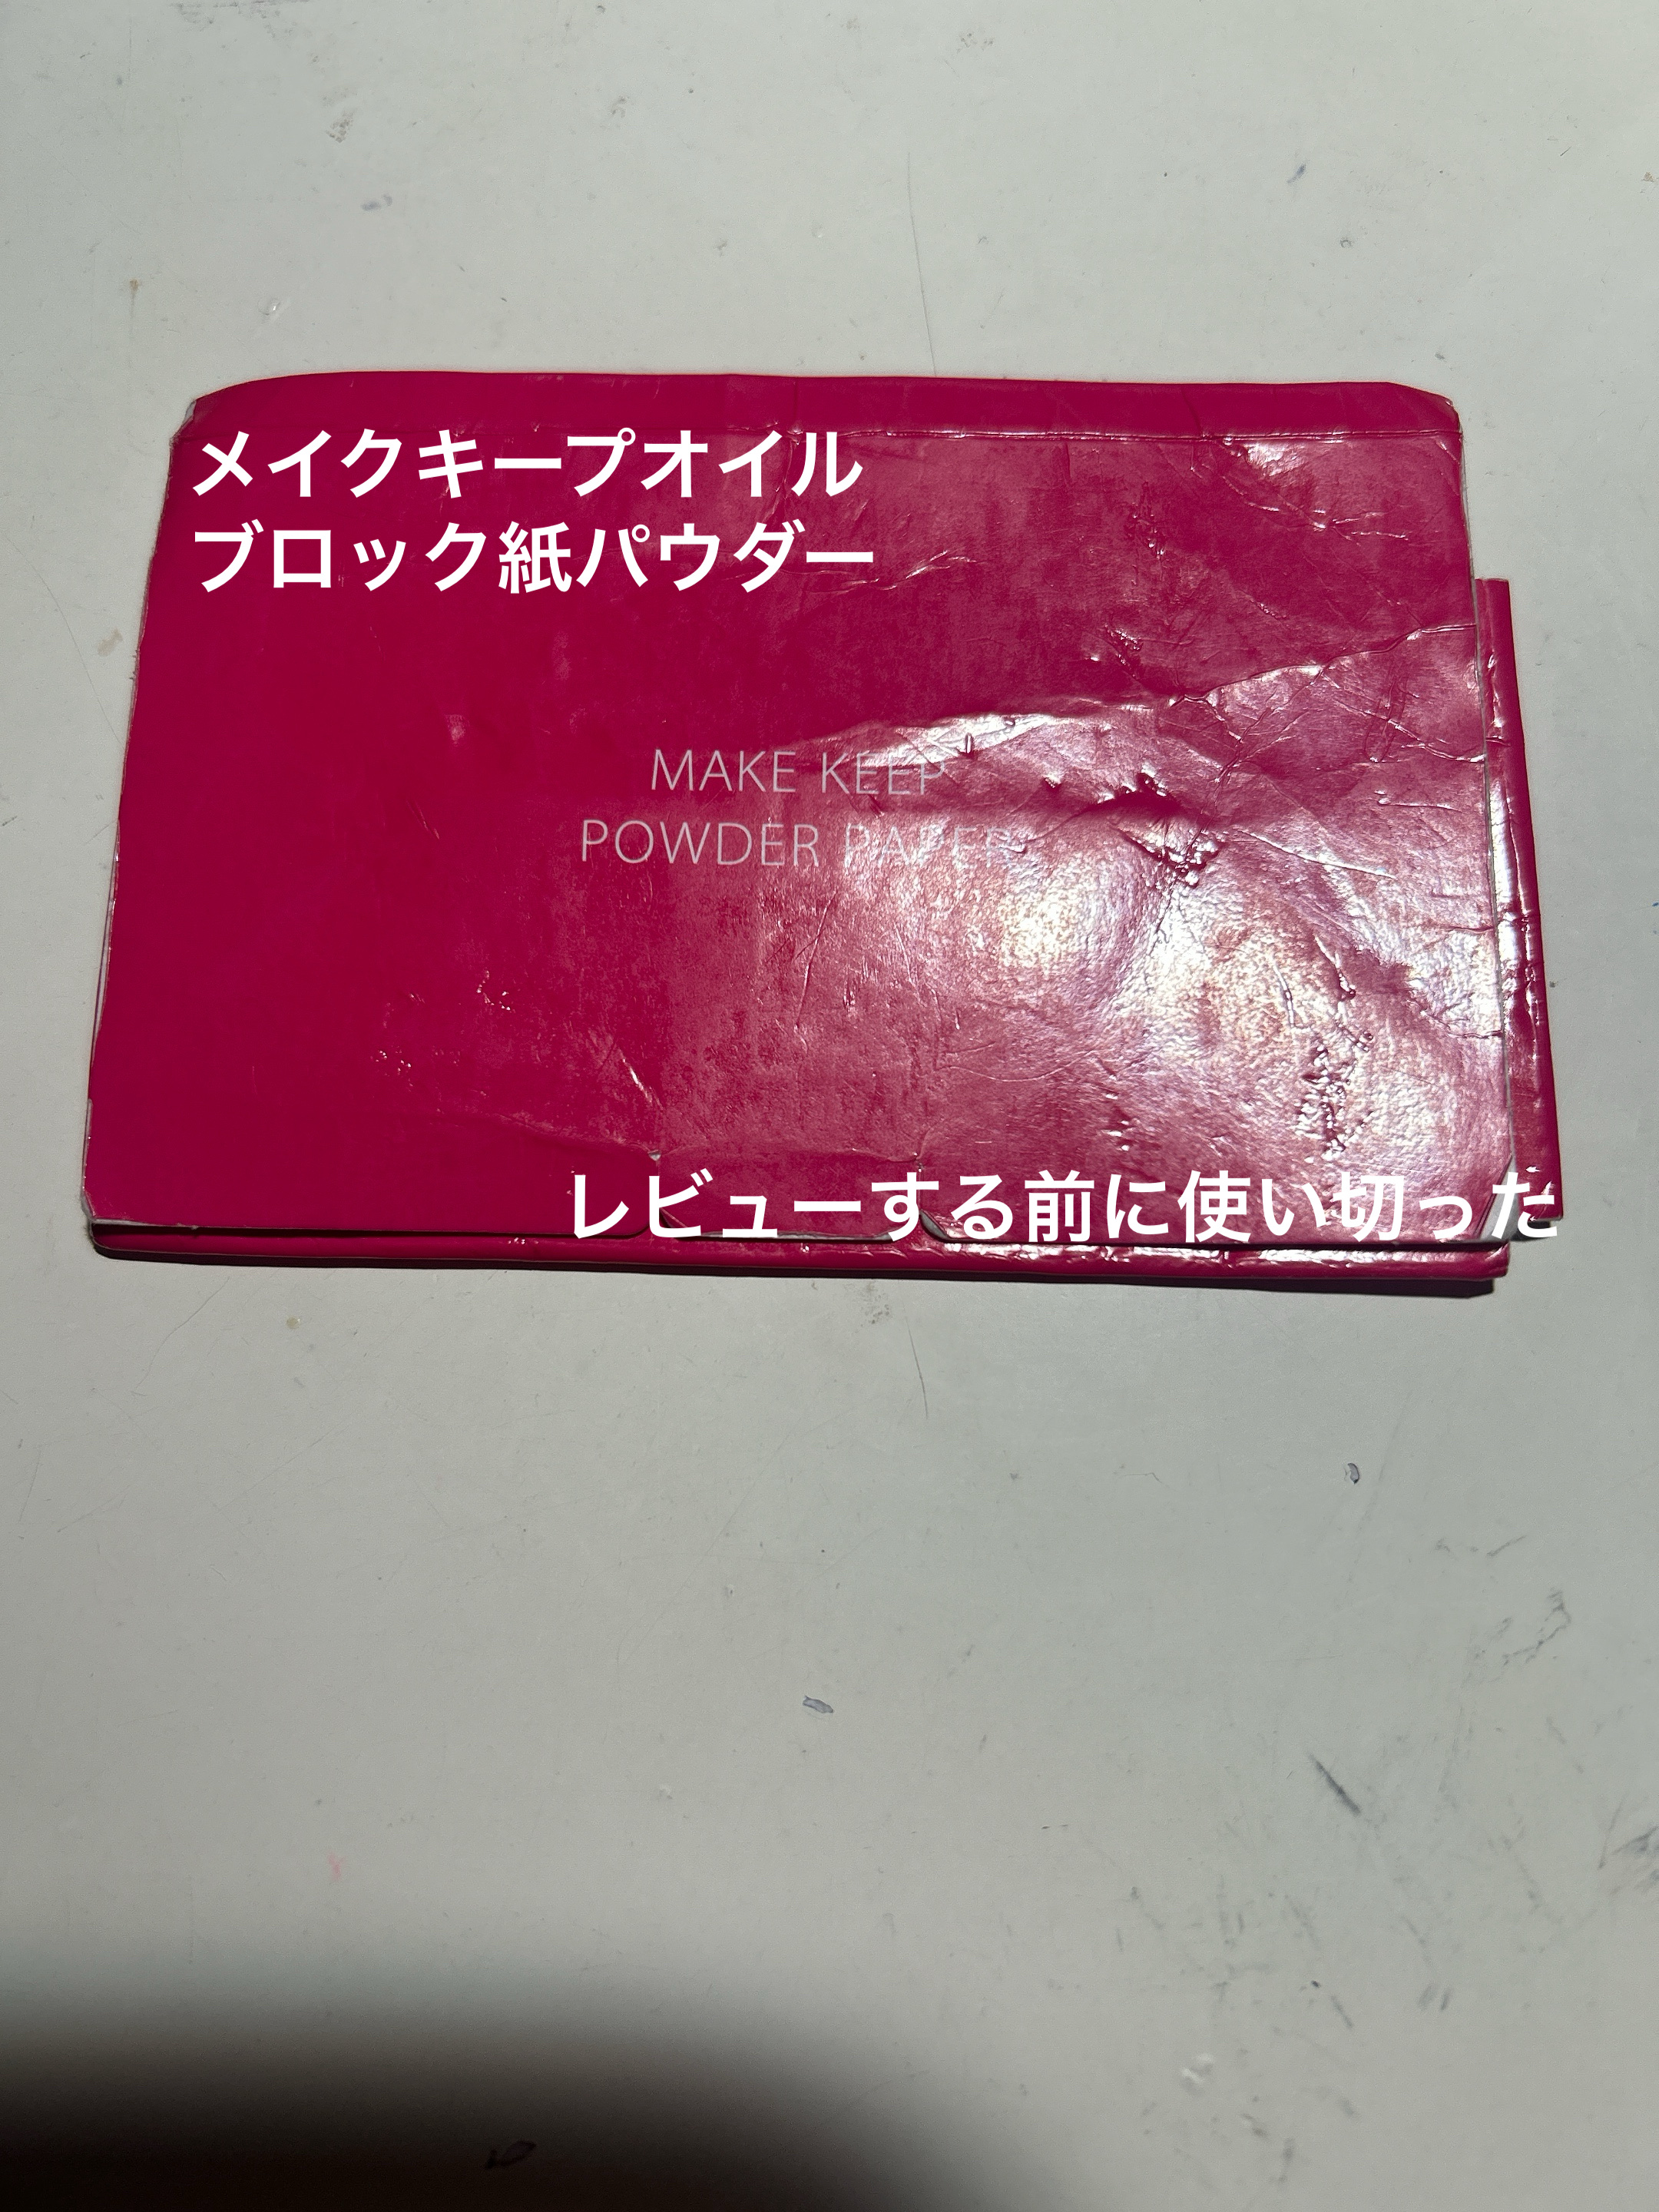 メイクキープオイル
ブロック紙パウダー
MAKE KEEP
POWDER PAPER
レビューする前に使い切った